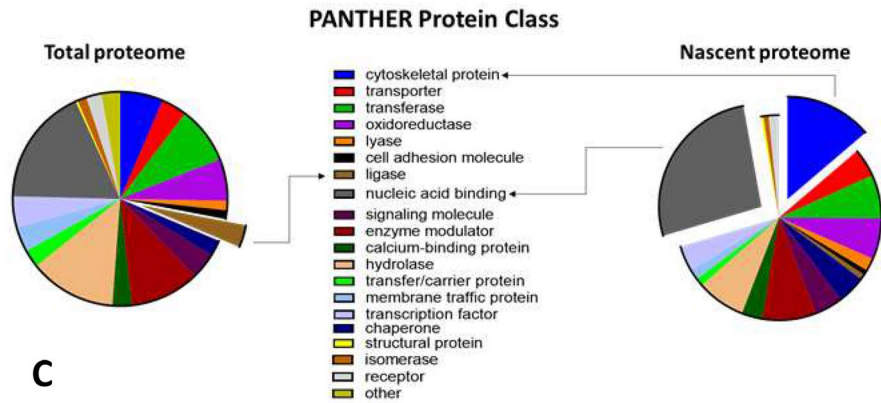 PANTHER Protein Class
Total proteome
Nascent proteome
cytoskeletal protein
transporter
transferase
oxidoreductase
lyase
cell adhesion molecule
ligase
nucleic acid binding
signaling molecule
enzyme modulator
calcium-binding protein
hydrolase
transfer/carrier protein
membrane traffic protein
transcription factor
chaperone
structural protein
isomerase
receptor
other
C